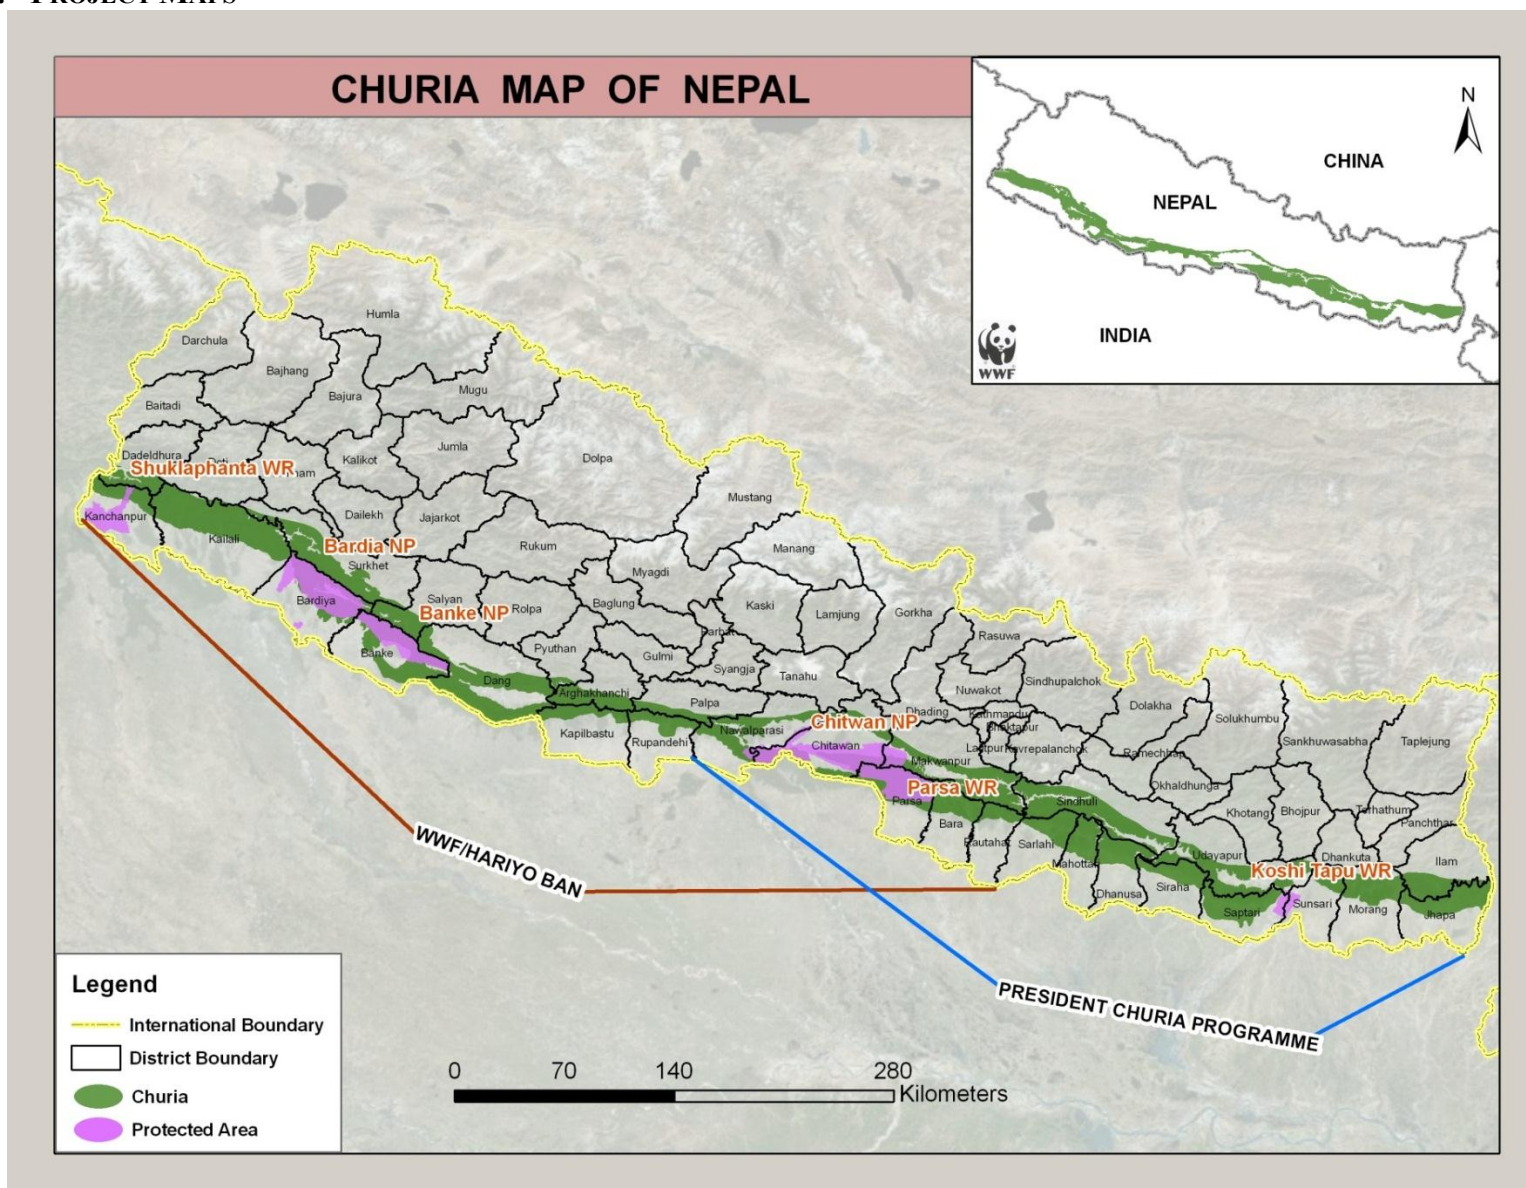 PROJECT MAPS
CHURIA MAP OF NEPAL
N
CHINA
NEPAL
INDIA
WWF
Humla
Darchula
Bajhang
Bajura
Mugu
Baitadi
Jumla
Dadeldhura
Kalikot
Dolpa
Shuklaphanta WR
Mustang
Kanchanpur
Dailekh
Jajarkot
Kailali
Bardia NP
Rukum
Manang
Surkhet
Myagdi
Bardiya
Salyan
Rolpa
Baglung
Kaski
Lamjung
Gorkha
Banke NP
Rasuwa
Banke
Pyuthan
Gulmi
Syangja
Tanahu
Dang
Nuwakot
Sindhupalchok
Arghakhanchi
Palpa
Dhading
Dolakha
Solukhumbu
Chitwan NP
Kathmandu
Kapilbastu
Rupandehi
Nawalparasi
Chitawan
Sankhuwasabha
Taplejung
Makwanpur
Kavrepalanchok
Ramechhap
Parsa WR
Okhaldhunga
Parsa
Sindhuli
Khotang
Bhojpur
Terhathum
Panchthar
Bara
Rautahat
Sarlahi
Mahottari
Udayapur
Dhankuta
Ilam
Koshi Tapu WR
Dhanusa
Siraha
Saptari
Sunsari
Morang
Jhapa
WWF/HARIYO BAN
PRESIDENT CHURIA PROGRAMME
Legend
International Boundary
District Boundary
Churia
Protected Area
0 70 140 280
Kilometers